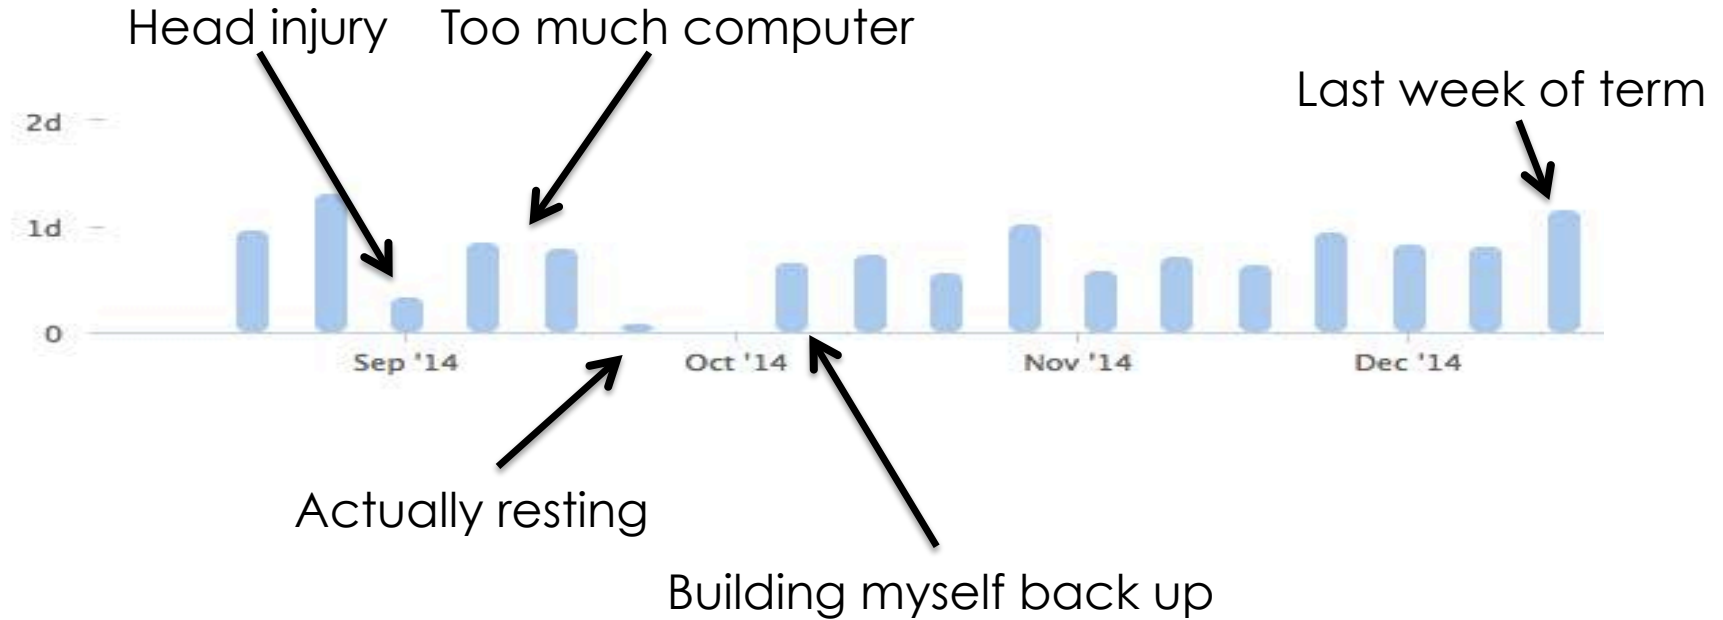 Head injury
Too much computer
Last week of term
2d
1d
0
Sep '14
Oct '14
Nov '14
Dec '14
Actually resting
Building myself back up